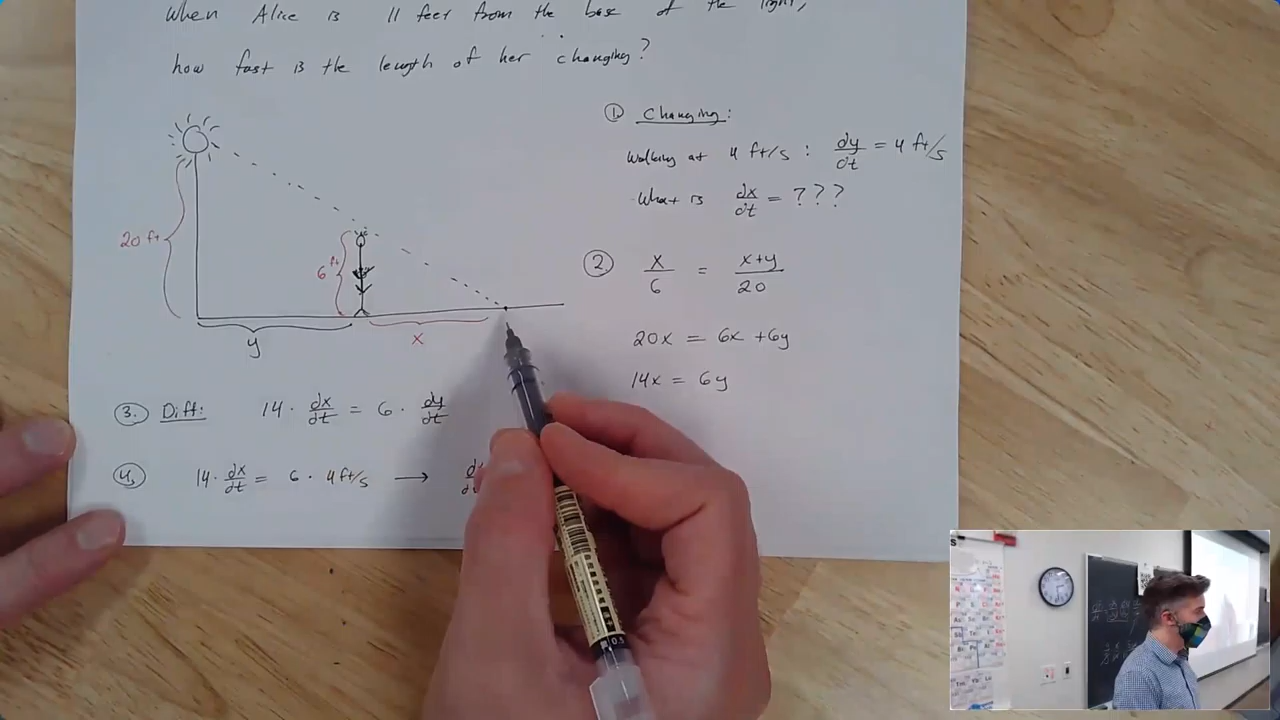 When Alice is 11 feet from the base of the light,
how fast is the length of her changing?
20 ft
6 ft
y
x
① Changing:
Walking at 4 ft/s : dy/dt = 4 ft/s
What is dx/dt = ???
② x/6 = x+y/20
20x = 6x + 6y
14x = 6y
③. Diff: 14 · dx/dt = 6 · dy/dt
④ 14 · dx/dt = 6 · 4 ft/s →